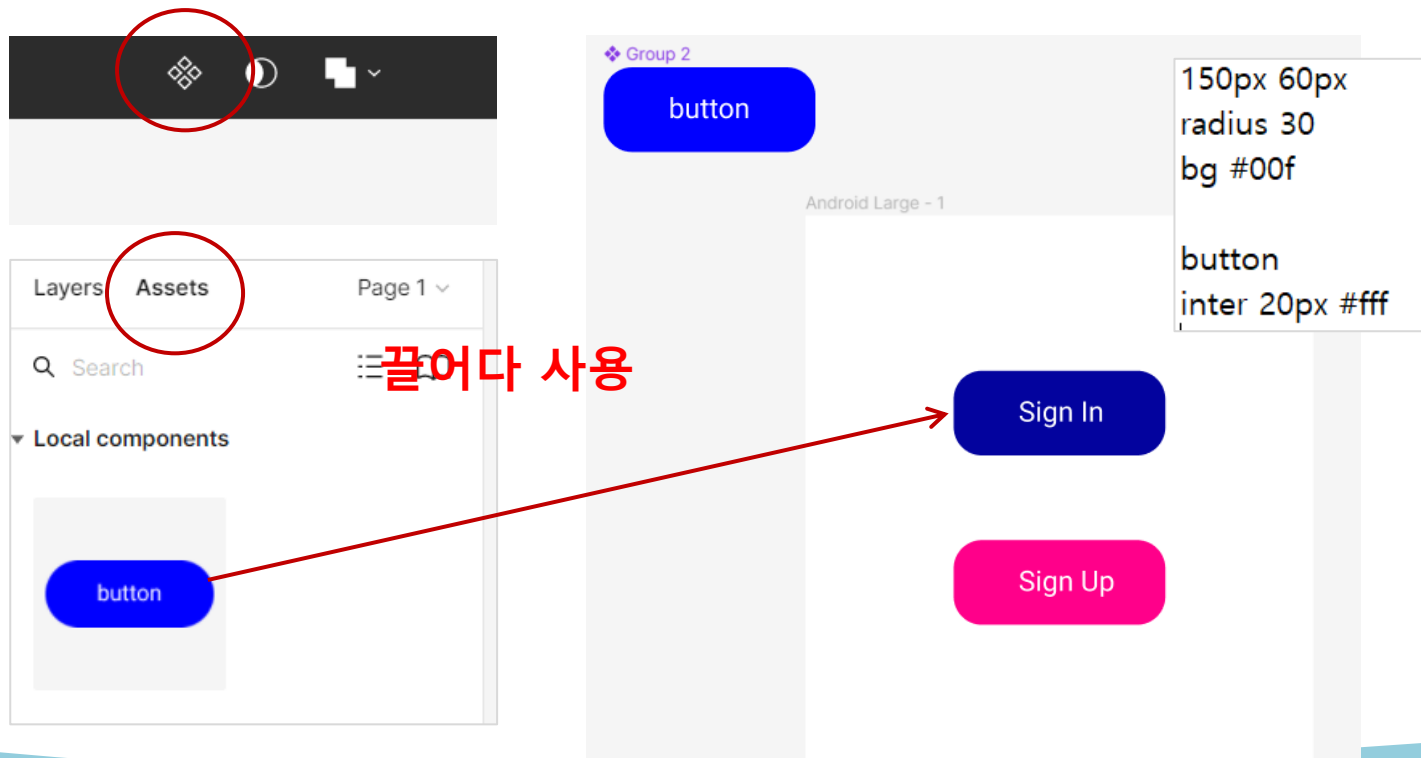 Group 2
button
150px 60px
radius 30
bg #00f
button
inter 20px #fff
Android Large - 1
Layers Assets Page 1
Search
끌어다 사용
Local components
button
Sign In
Sign Up